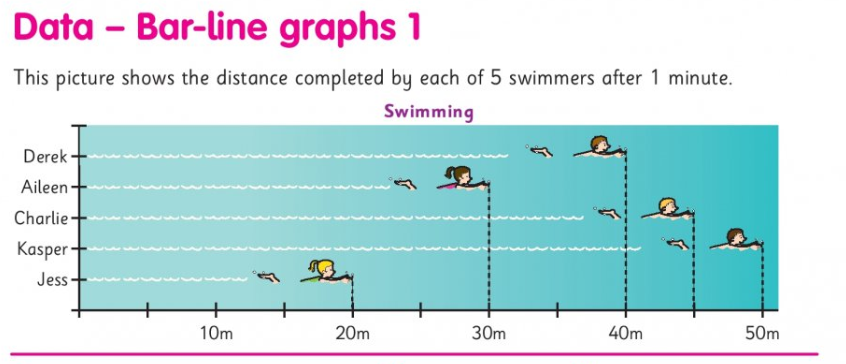 Data – Bar-line graphs 1
This picture shows the distance completed by each of 5 swimmers after 1 minute.
Swimming
Derek
Aileen
Charlie
Kasper
Jess
10m 20m 30m 40m 50m